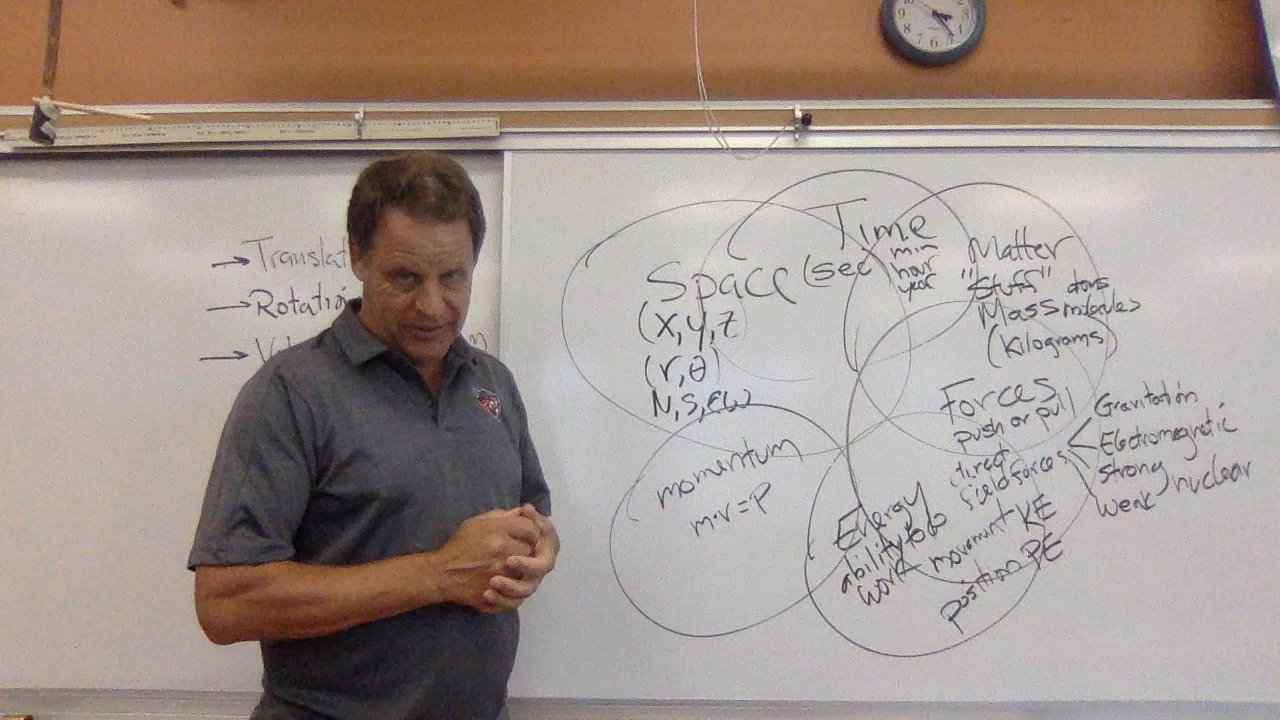 → Translat
→ Rotatio
→ V
Time
(sec
min
hour
year
Space
(x,y,z
(r,θ)
N,S,EW
Matter
"Stuff" atoms
Mass molecules
(Kilograms
Forces
push or pull
direct
field forces
Gravitation
Electromagnetic
strong
weak nuclear
momentum
m·v=P
Energy
ability to do
work movement KE
position PE